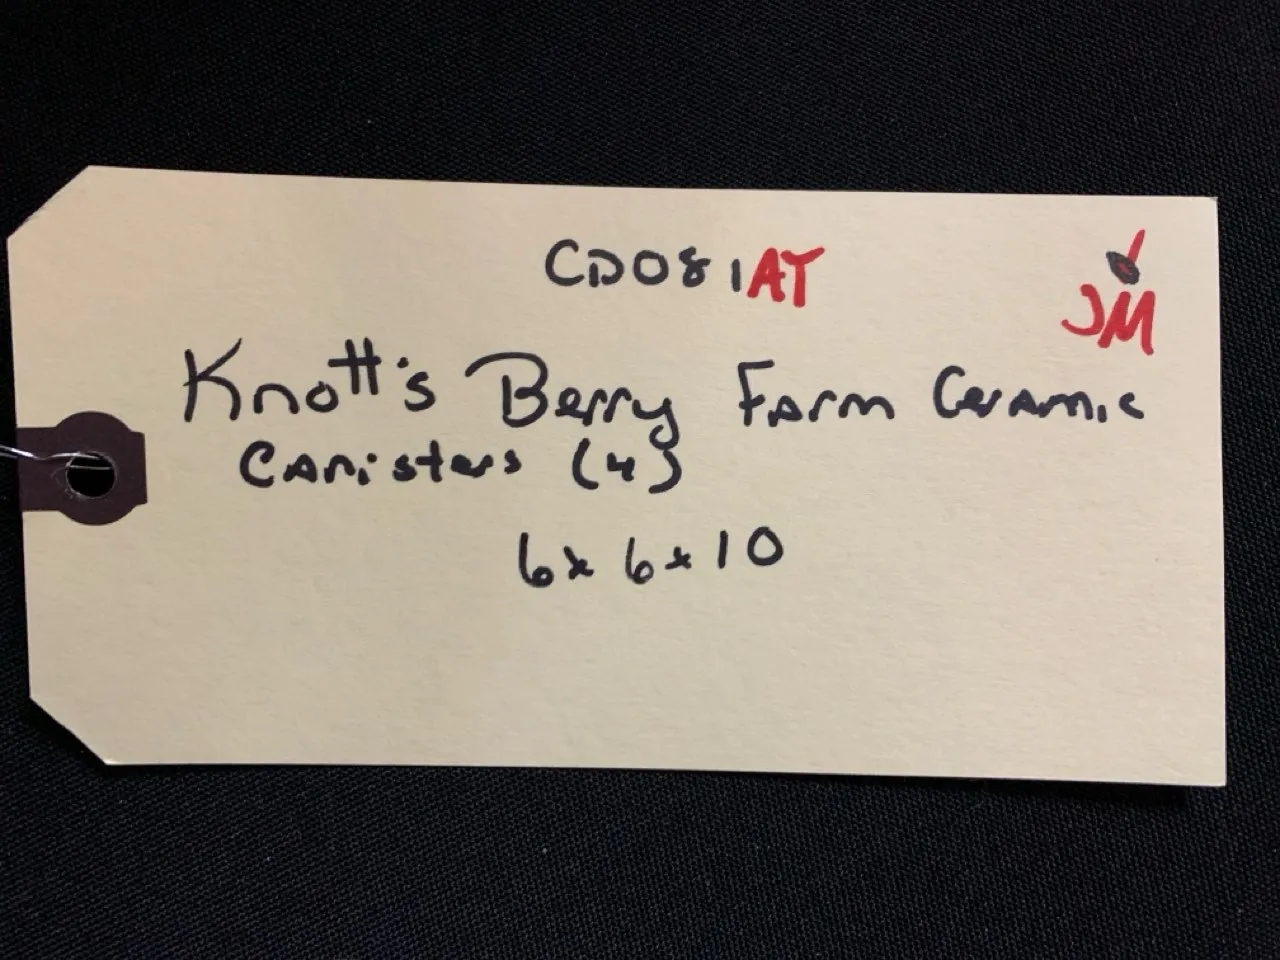 CD081AT
JM
Knott's Berry Farm Ceramic
Canisters (4)
6x6x10